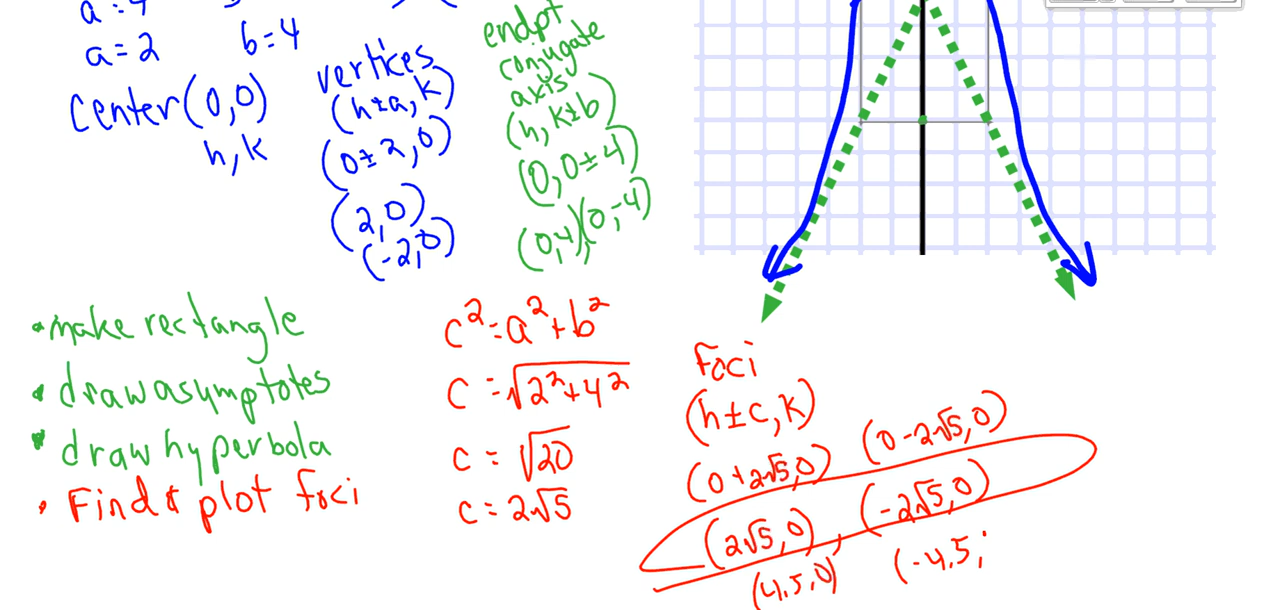 a=2
b=4
center (0,0)
h,k
vertices
(h±a, k)
(0±2, 0)
(2,0)
(-2,0)
endpt
conjugate
axis
(h, k±b)
(0, 0±4)
(0,4), (0,-4)
• make rectangle
• draw asymptotes
• draw hyperbola
• Find & plot foci
c²=a²+b²
c=√2²+4²
c=√20
c=2√5
Foci
(h±c, k)
(0+2√5, 0) (0-2√5, 0)
(2√5, 0), (-2√5, 0)
(4.5, 0) (-4.5,